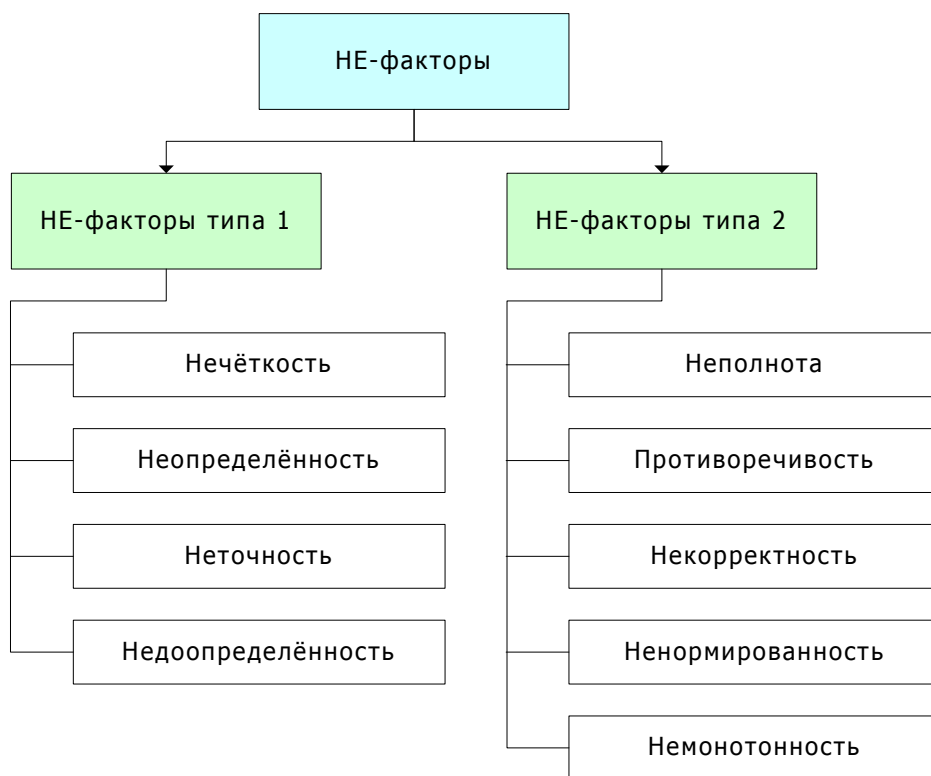 НЕ-факторы
НЕ-факторы типа 1
НЕ-факторы типа 2
Нечёткость
Неопределённость
Неточность
Недоопределённость
Неполнота
Противоречивость
Некорректность
Ненормированность
Немонотонность